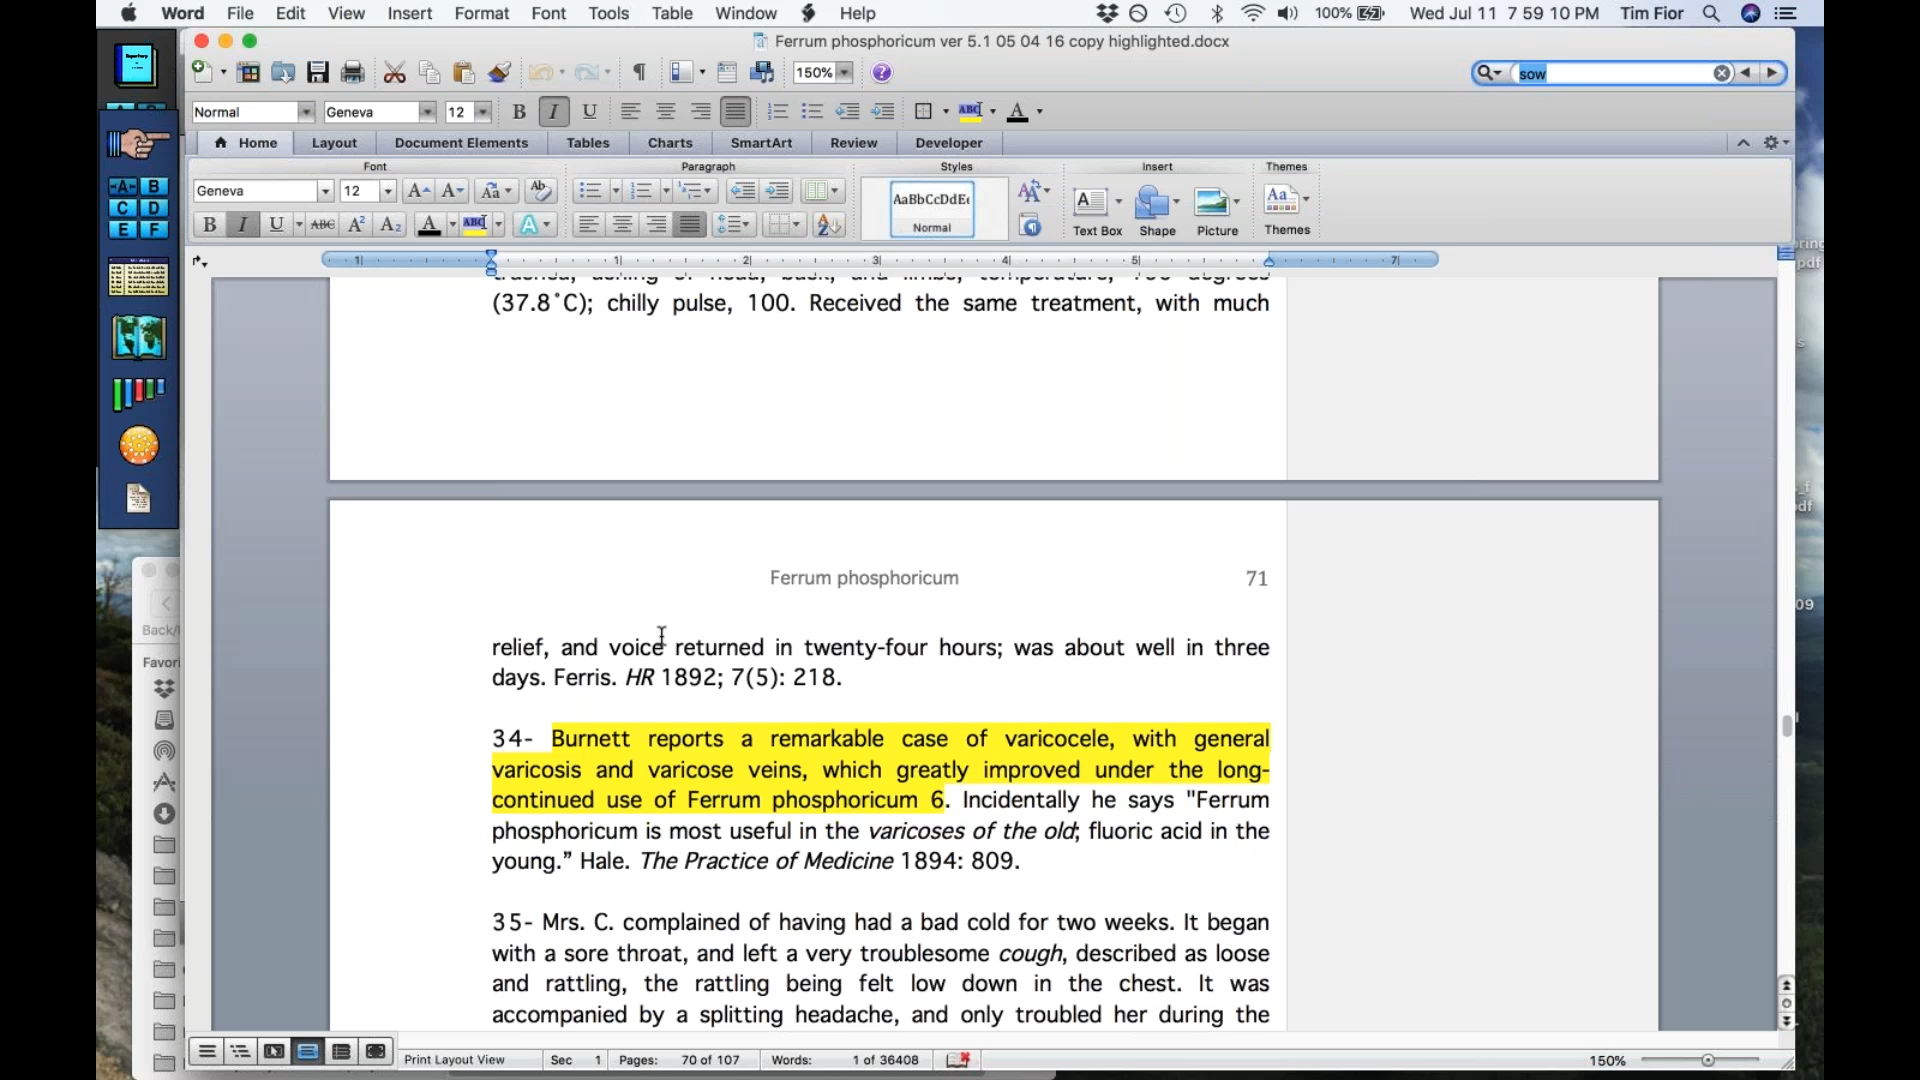 Word File Edit View Insert Format Font Tools Table Window Help 100% Wed Jul 11 7 59 10 PM Tim Fior
Ferrum phosphoricum ver 5.1 05 04 16 copy highlighted.docx
150% sow
Normal Geneva 12 B I U ABC A
Home Layout Document Elements Tables Charts SmartArt Review Developer
Font Paragraph Styles Insert Themes
Geneva 12 AaBbCcDdEe
Normal Text Box Shape Picture Themes
(37.8˚C); chilly pulse, 100. Received the same treatment, with much
Ferrum phosphoricum 71
relief, and voice returned in twenty-four hours; was about well in three
days. Ferris. HR 1892; 7(5): 218.
34- Burnett reports a remarkable case of varicocele, with general
varicosis and varicose veins, which greatly improved under the long-
continued use of Ferrum phosphoricum 6. Incidentally he says "Ferrum
phosphoricum is most useful in the varicoses of the old; fluoric acid in the
young.” Hale. The Practice of Medicine 1894: 809.
35- Mrs. C. complained of having had a bad cold for two weeks. It began
with a sore throat, and left a very troublesome cough, described as loose
and rattling, the rattling being felt low down in the chest. It was
accompanied by a splitting headache, and only troubled her during the
Print Layout View Sec 1 Pages: 70 of 107 Words: 1 of 36408 150%